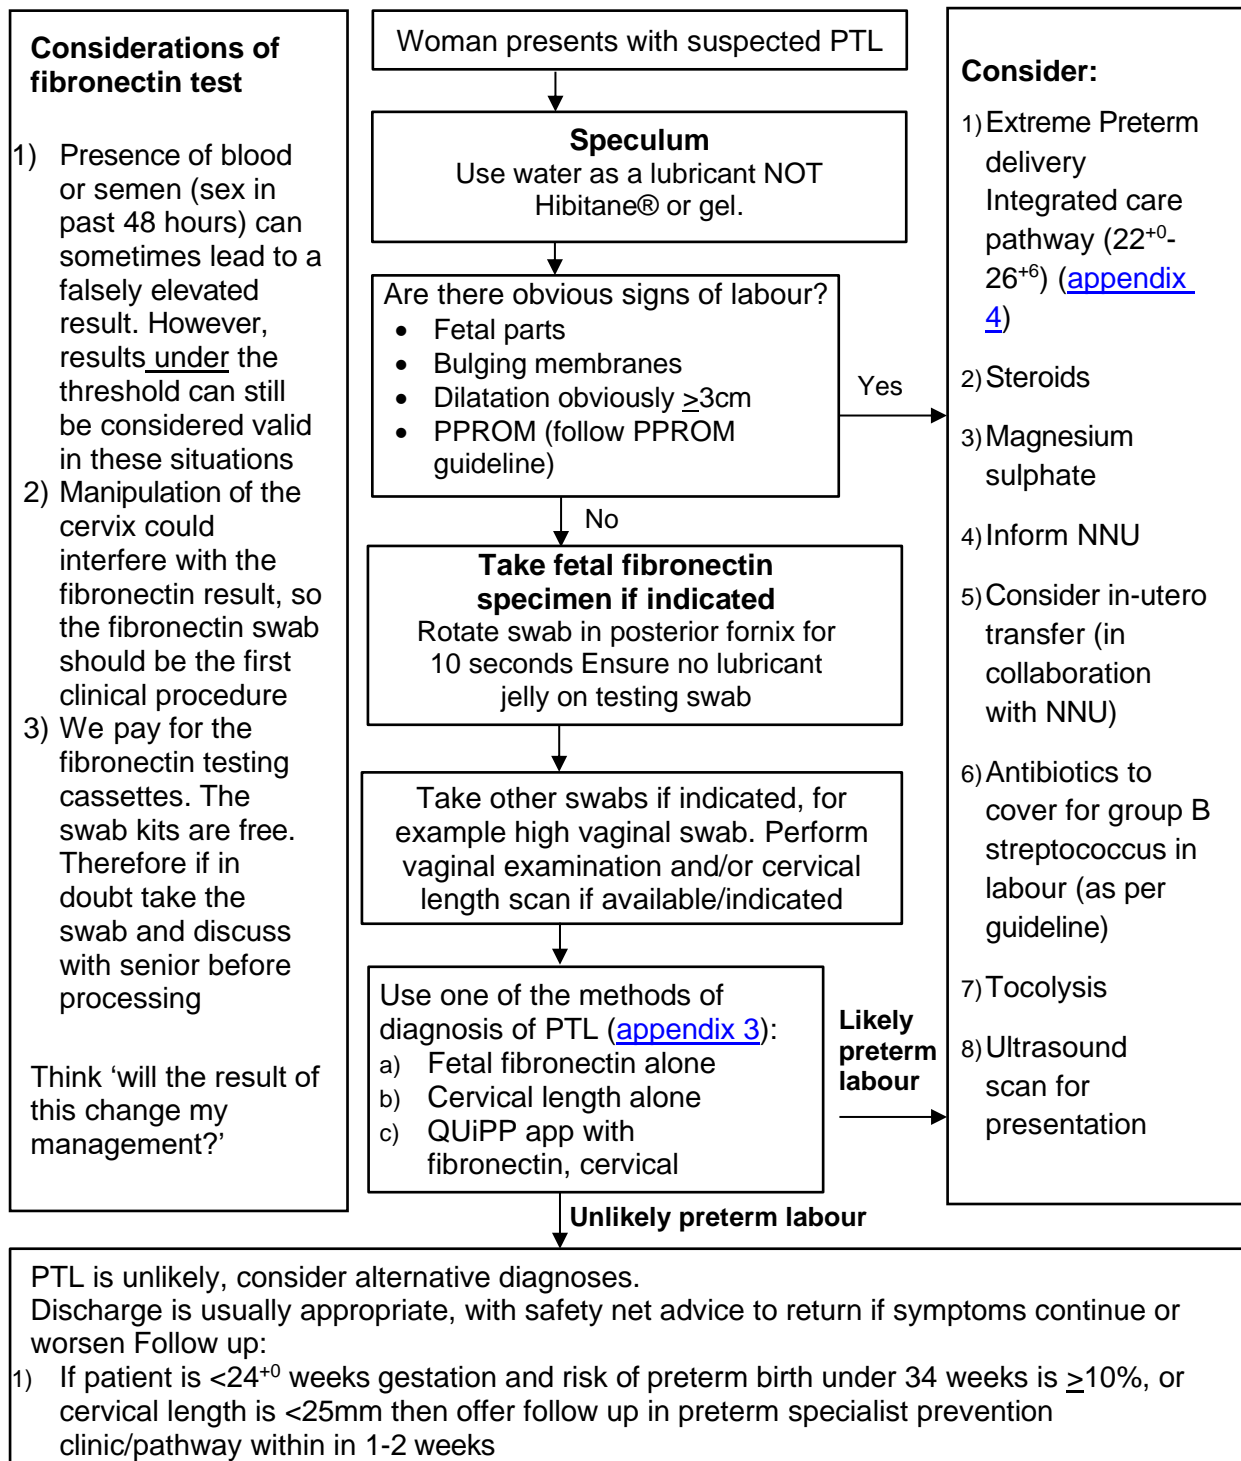 Considerations of
fibronectin test
1) Presence of blood
or semen (sex in
past 48 hours) can
sometimes lead to a
falsely elevated
result. However,
results under the
threshold can still
be considered valid
in these situations
2) Manipulation of the
cervix could
interfere with the
fibronectin result, so
the fibronectin swab
should be the first
clinical procedure
3) We pay for the
fibronectin testing
cassettes. The
swab kits are free.
Therefore if in
doubt take the
swab and discuss
with senior before
processing
Think ‘will the result of
this change my
management?’
Woman presents with suspected PTL
Speculum
Use water as a lubricant NOT
Hibitane® or gel.
Are there obvious signs of labour?
• Fetal parts
• Bulging membranes
• Dilatation obviously ≥3cm
• PPROM (follow PPROM
guideline)
Yes
No
Take fetal fibronectin
specimen if indicated
Rotate swab in posterior fornix for
10 seconds Ensure no lubricant
jelly on testing swab
Take other swabs if indicated, for
example high vaginal swab. Perform
vaginal examination and/or cervical
length scan if available/indicated
Use one of the methods of
diagnosis of PTL (appendix 3):
a) Fetal fibronectin alone
b) Cervical length alone
c) QUiPP app with
fibronectin, cervical
Likely
preterm
labour
Unlikely preterm labour
Consider:
1) Extreme Preterm
delivery
Integrated care
pathway (22+0-
26+6) (appendix
4)
2) Steroids
3) Magnesium
sulphate
4) Inform NNU
5) Consider in-utero
transfer (in
collaboration
with NNU)
6) Antibiotics to
cover for group B
streptococcus in
labour (as per
guideline)
7) Tocolysis
8) Ultrasound
scan for
presentation
PTL is unlikely, consider alternative diagnoses.
Discharge is usually appropriate, with safety net advice to return if symptoms continue or
worsen Follow up:
1) If patient is <24+0 weeks gestation and risk of preterm birth under 34 weeks is ≥10%, or
cervical length is <25mm then offer follow up in preterm specialist prevention
clinic/pathway within in 1-2 weeks